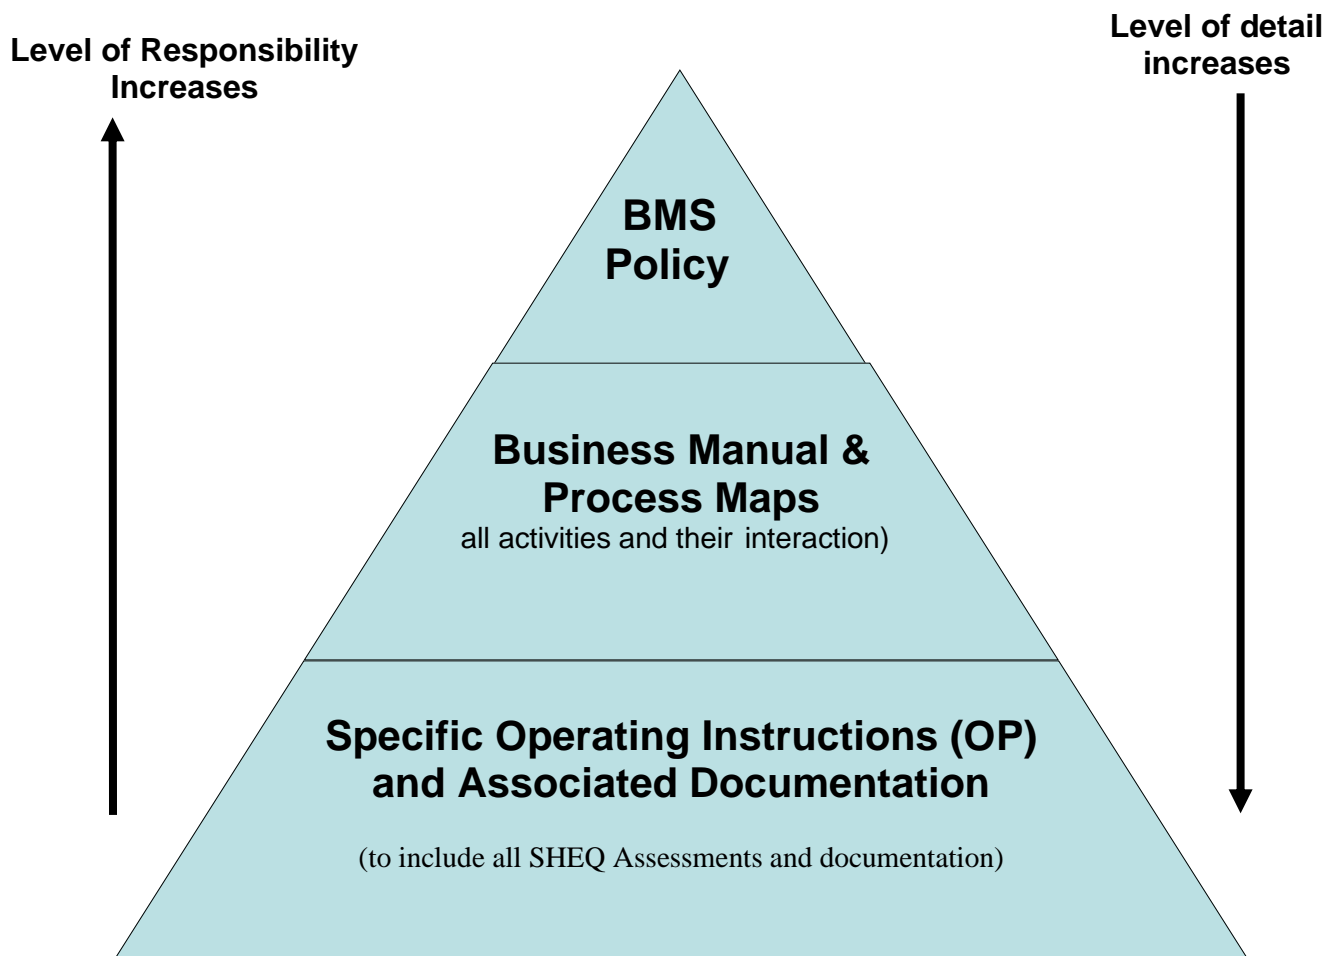 Level of Responsibility
Increases
Level of detail
increases
BMS
Policy
Business Manual &
Process Maps
all activities and their interaction)
Specific Operating Instructions (OP)
and Associated Documentation
(to include all SHEQ Assessments and documentation)